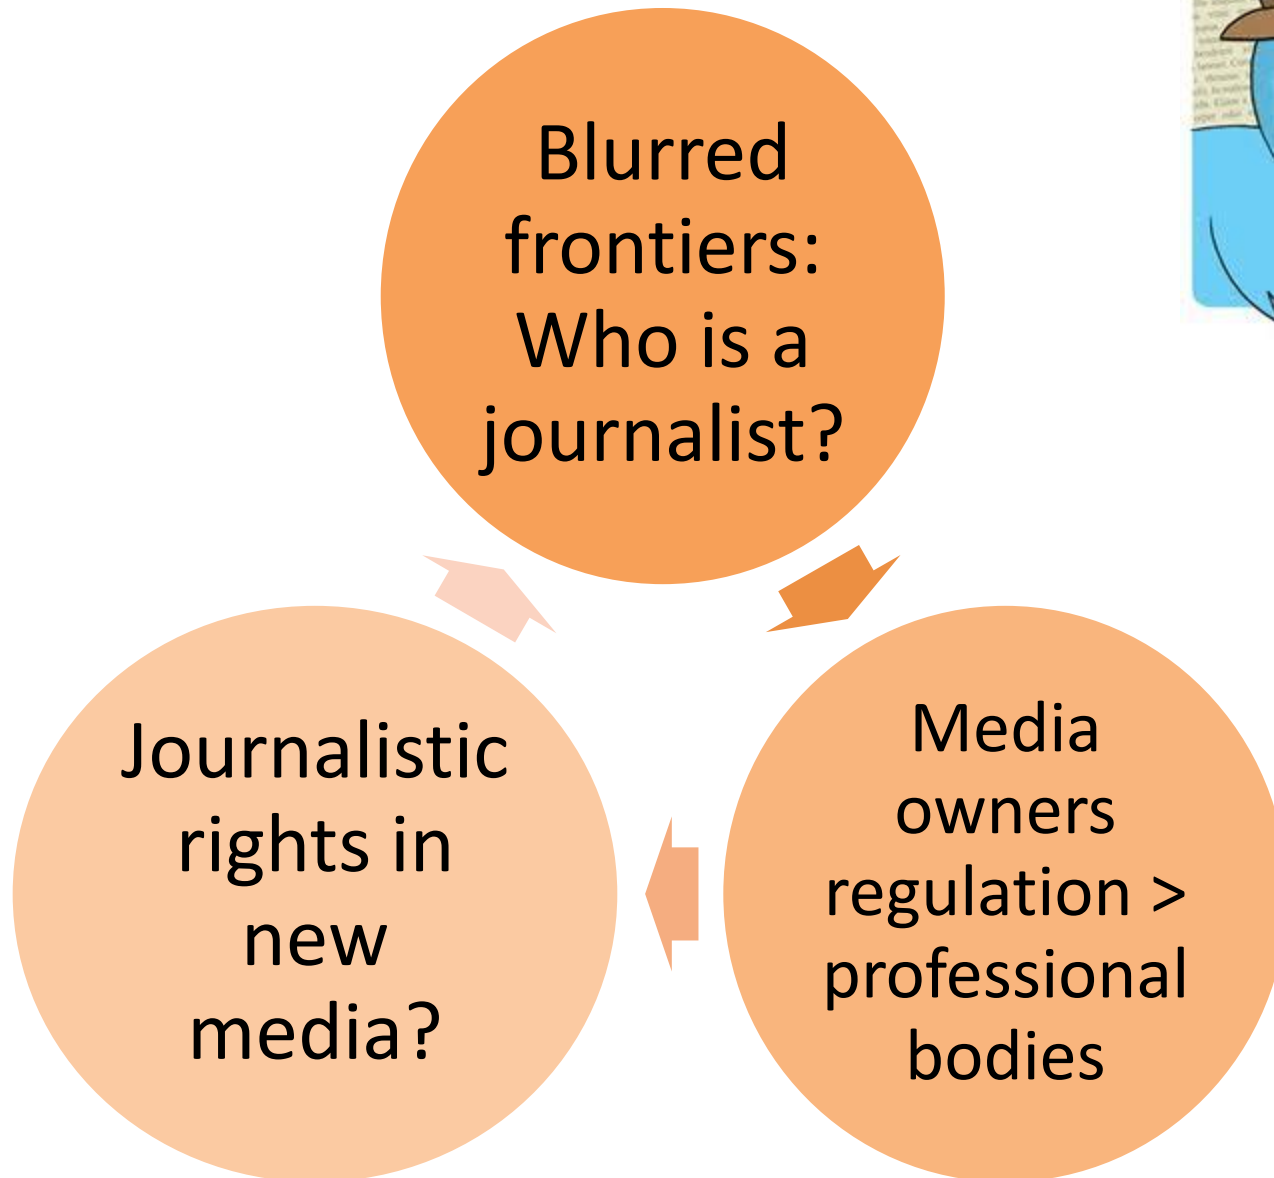 Blurred
frontiers:
Who is a
journalist?
Media
owners
regulation >
professional
bodies
Journalistic
rights in
new
media?